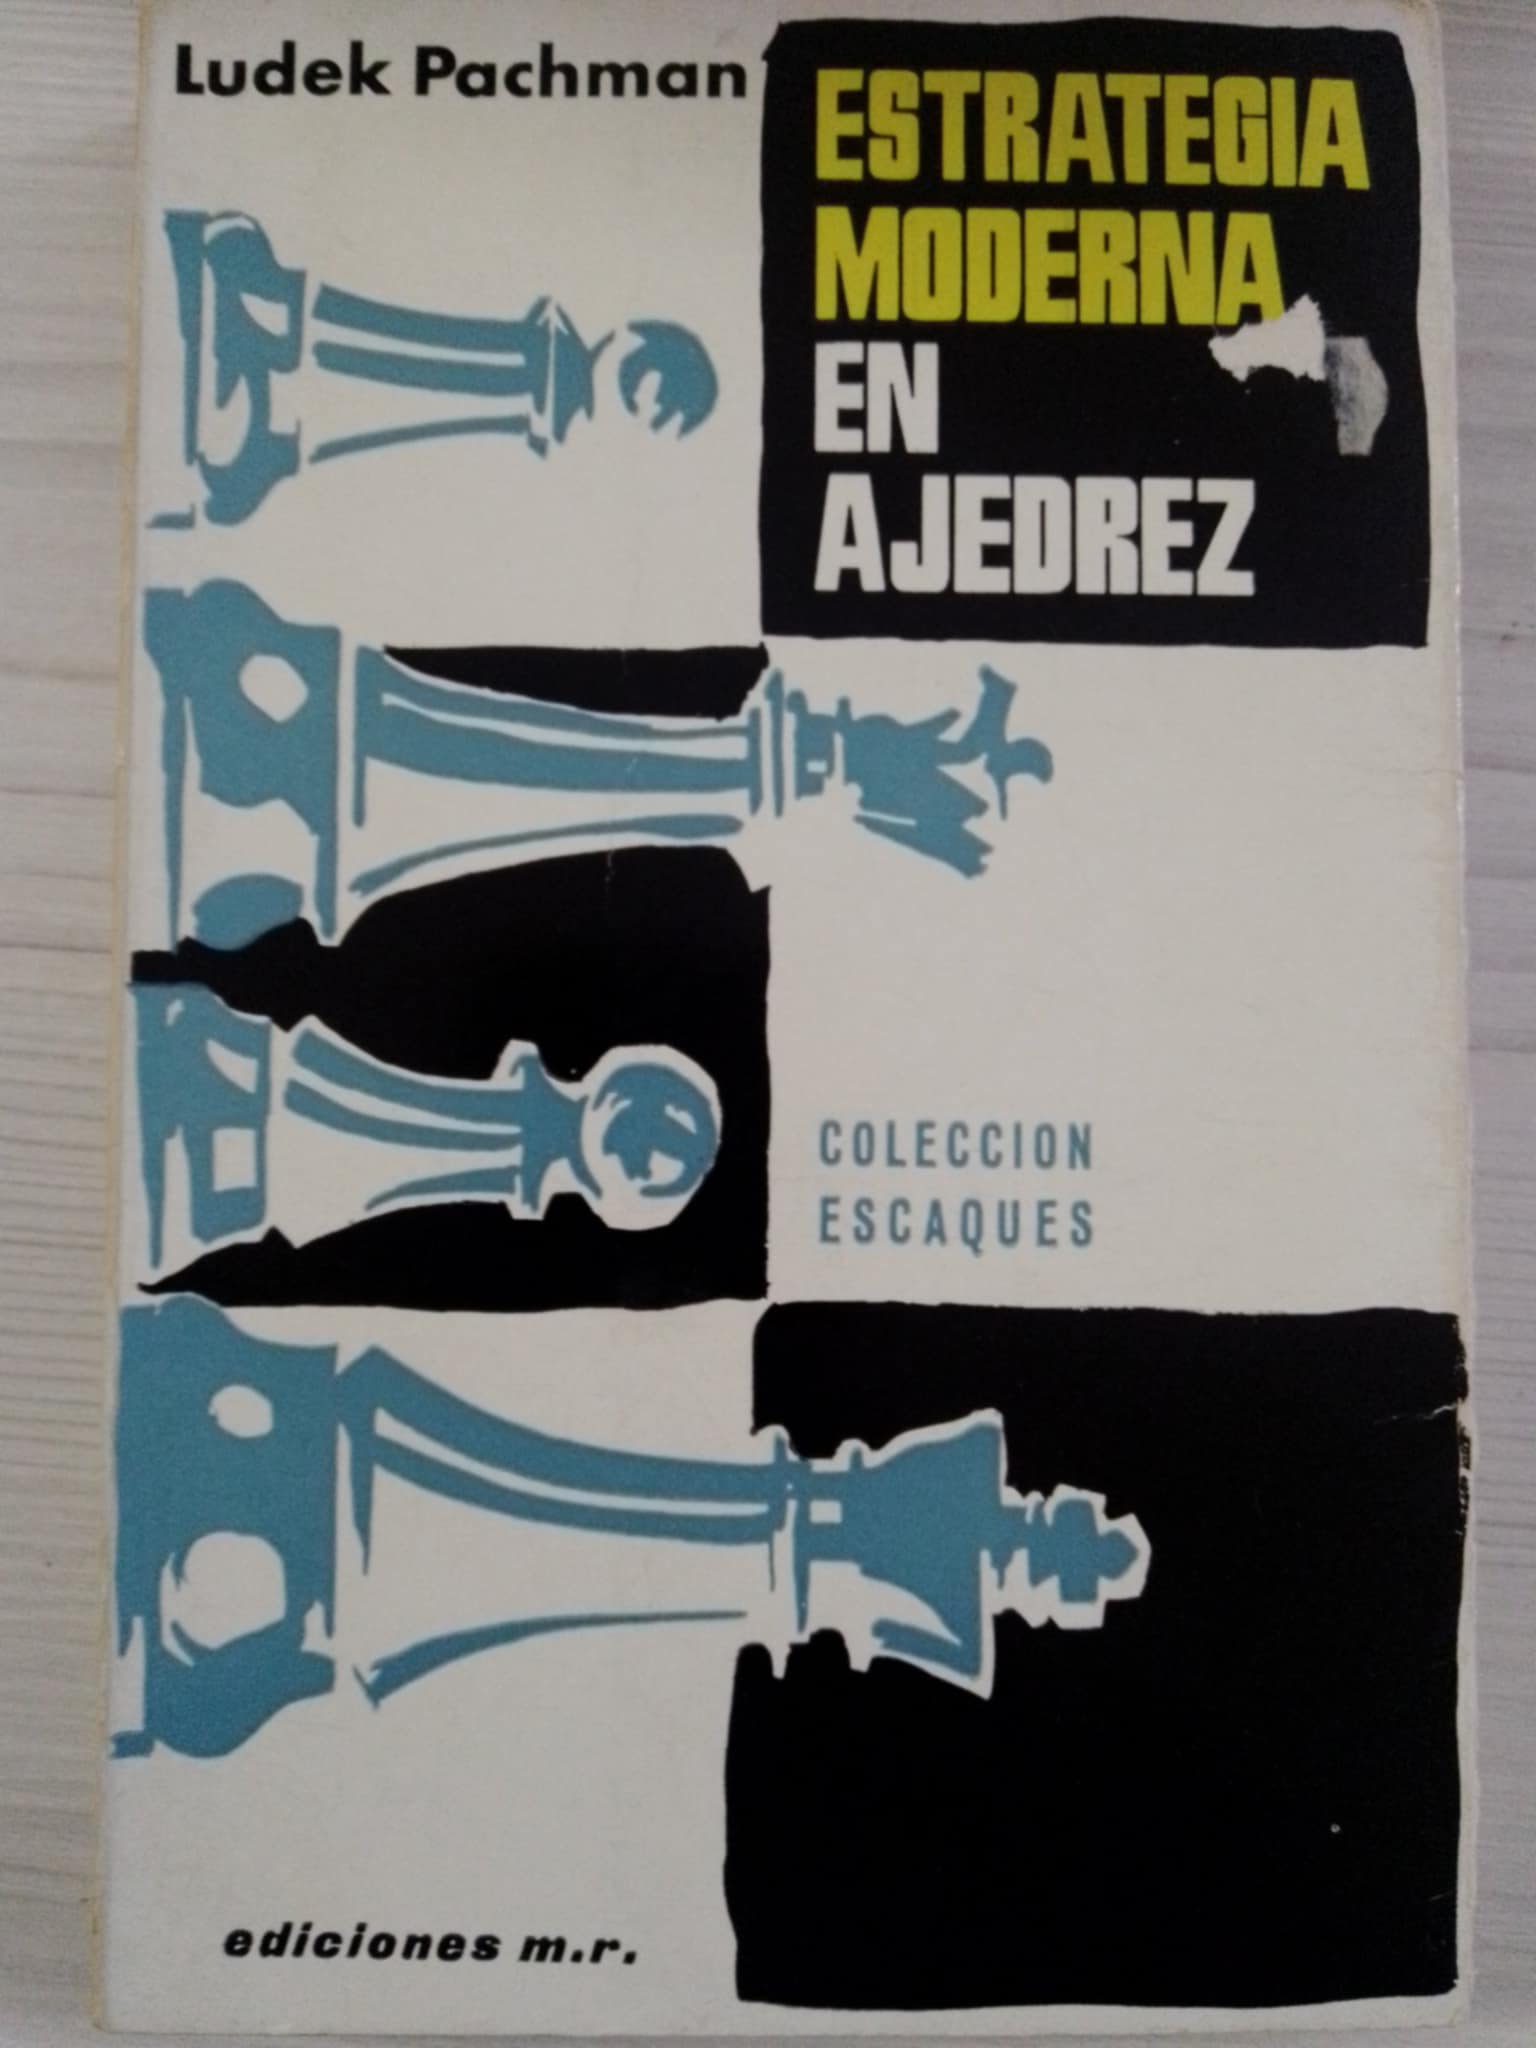 Ludek Pachman
ESTRATEGIA
MODERNA
EN
AJEDREZ
COLECCION
ESCAQUES
ediciones m.r.